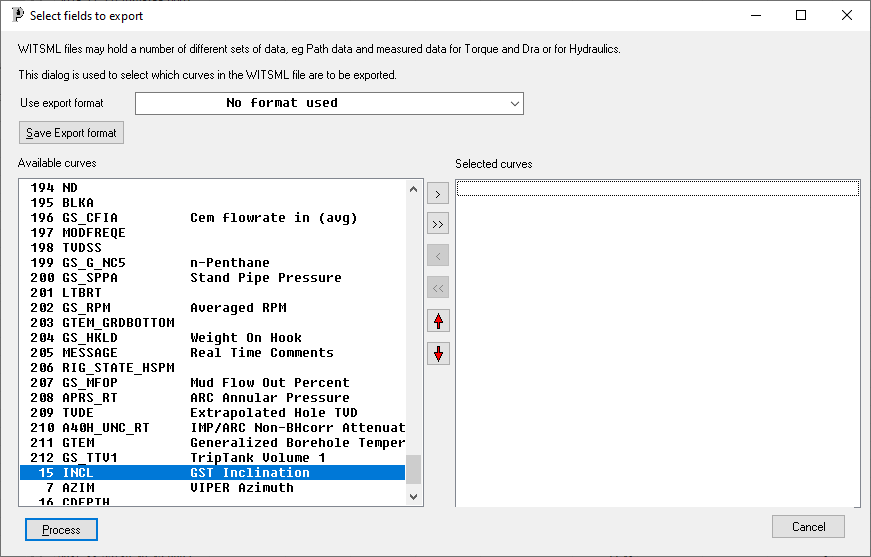 Select fields to export
WITSML files may hold a number of different sets of data, eg Path data and measured data for Torque and Dra or for Hydraulics.
This dialog is used to select which curves in the WITSML file are to be exported.
Use export format No format used
Save Export format
Available curves
Selected curves
194 ND
195 BLKA
196 GS_CFIA Cem flowrate in (avg)
197 MODFREQE
198 TVDSS
199 GS_G_NC5 n-Penthane
200 GS_SPPA Stand Pipe Pressure
201 LTBRT
202 GS_RPM Averaged RPM
203 GTEM_GRDBOTTOM
204 GS_HKLD Weight On Hook
205 MESSAGE Real Time Comments
206 RIG_STATE_HSPM
207 GS_MFOP Mud Flow Out Percent
208 APRS_RT ARC Annular Pressure
209 TVDE Extrapolated Hole TVD
210 A40H_UNC_RT IMP/ARC Non-BHcorr Attenuat
211 GTEM Generalized Borehole Temper
212 GS_TTV1 TripTank Volume 1
15 INCL GST Inclination
7 AZIM VIPER Azimuth
16 CDEPTH
>
>>
<
<<
Process
Cancel